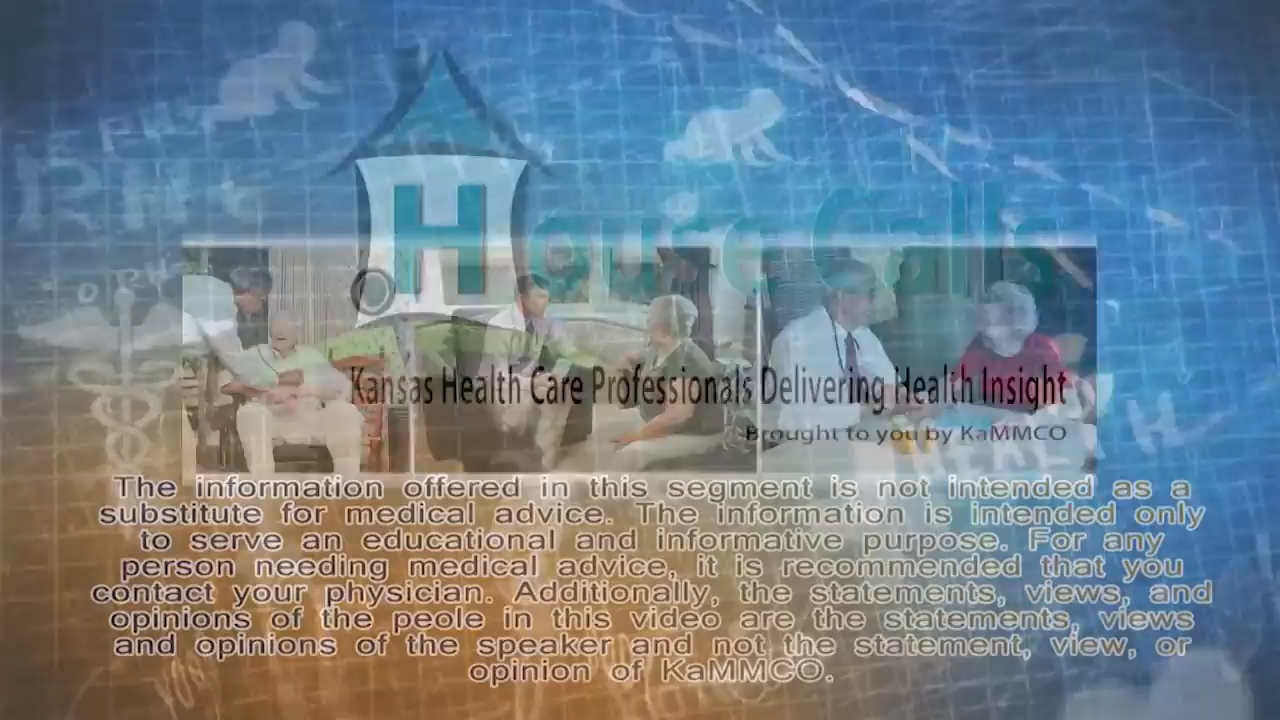 House Calls
Kansas Health Care Professionals Delivering Health Insight
Brought to you by KaMMCO
HEALTH
The information offered in this segment is not intended as a
substitute for medical advice. The information is intended only
to serve an educational and informative purpose. For any
person needing medical advice, it is recommended that you
contact your physician. Additionally, the statements, views, and
opinions of the peole in this video are the statements, views
and opinions of the speaker and not the statement, view, or
opinion of KaMMCO.